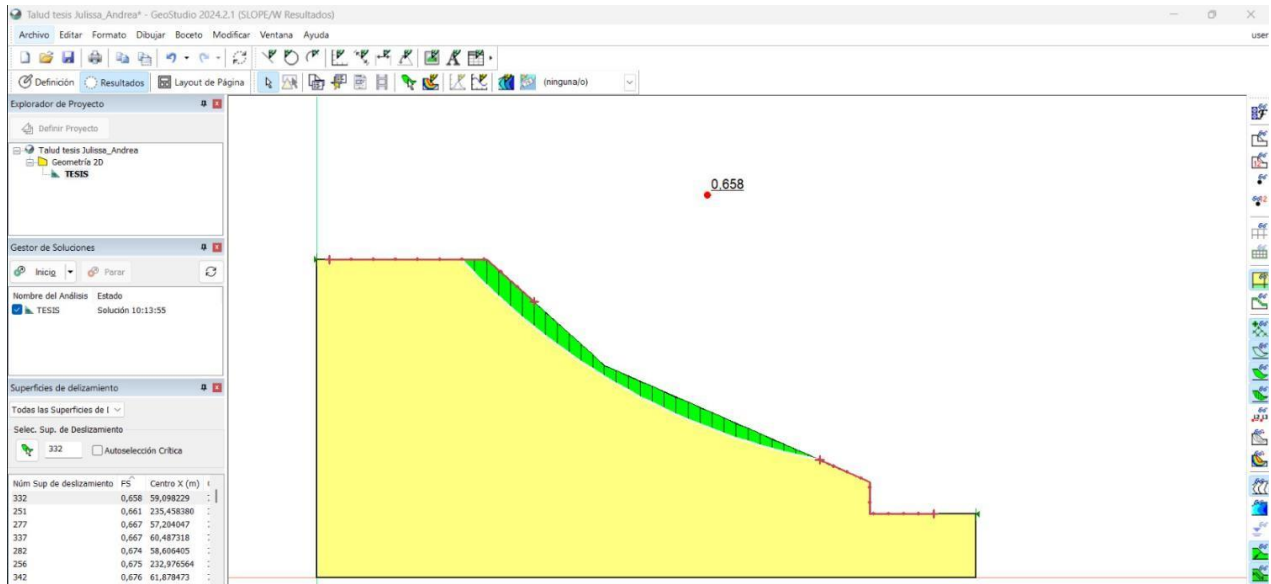 Talud tesis Julissa_Andrea* - GeoStudio 2024.2.1 (SLOPE/W Resultados)
Archivo Editar Formato Dibujar Boceto Modificar Ventana Ayuda
user
Definición Resultados Layout de Página (ninguna/o)
Explorador de Proyecto
Definir Proyecto
Talud tesis Julissa_Andrea
Geometría 2D
TESIS
0,658
Gestor de Soluciones
Inicio Parar
Nombre del Análisis Estado
TESIS Solución 10:13:55
Superficies de delizamiento
Todas las Superficies de
Selec. Sup. de Deslizamiento
332 Autoselección Crítica
Núm Sup de deslizamiento FS Centro X (m)
332 0,658 59,098229
251 0,661 235,458380
277 0,667 57,204047
337 0,667 60,487318
282 0,674 58,606405
256 0,675 232,976564
342 0,676 61,878473